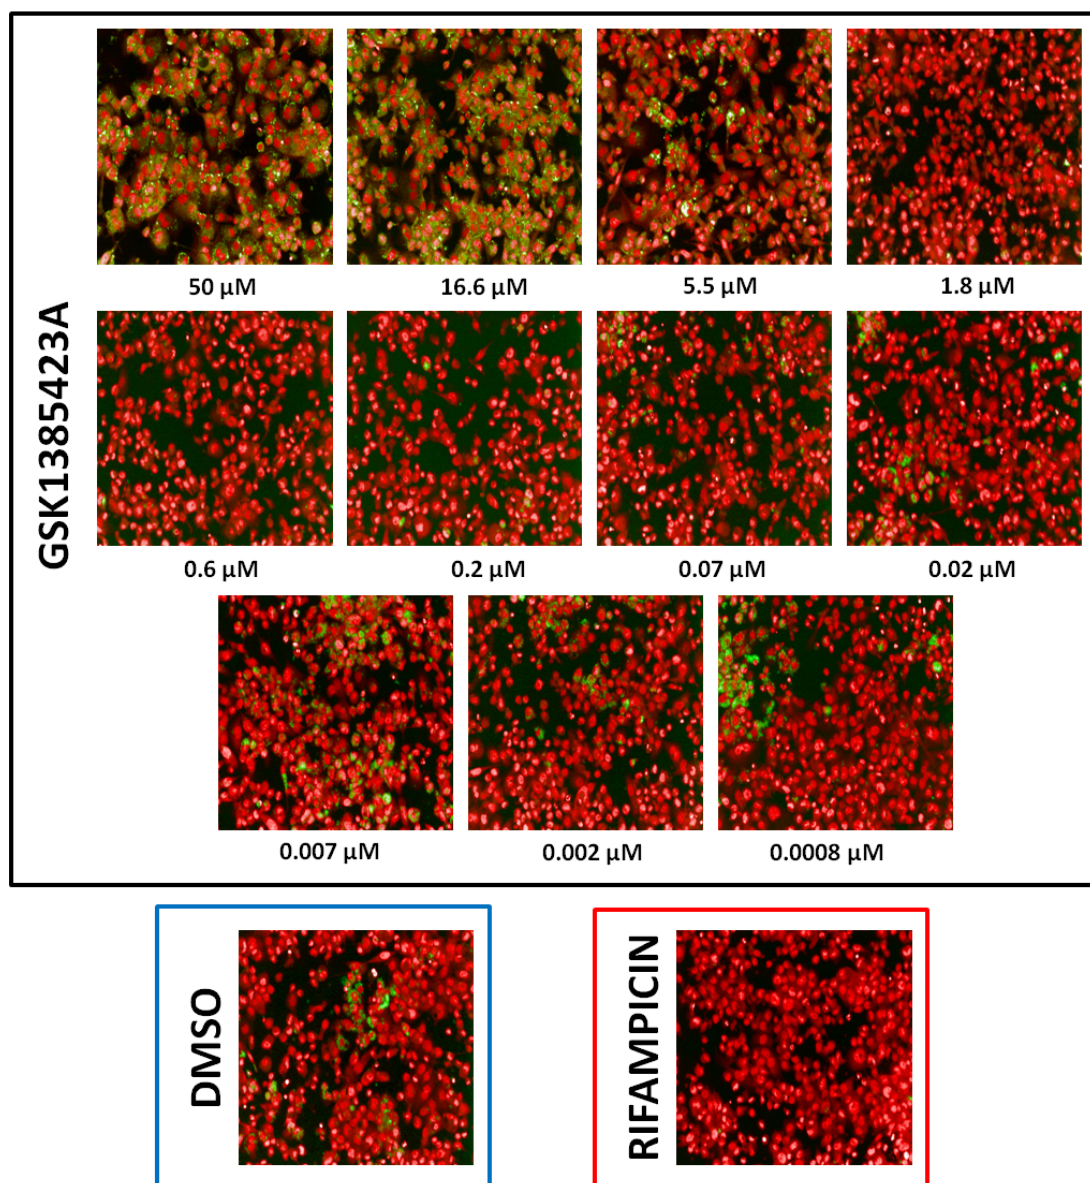 GSK1385423A
50 µM
16.6 µM
5.5 µM
1.8 µM
0.6 µM
0.2 µM
0.07 µM
0.02 µM
0.007 µM
0.002 µM
0.0008 µM
DMSO
RIFAMPICIN